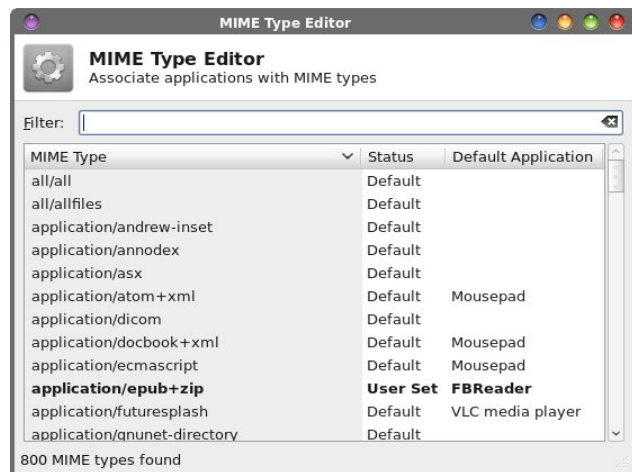 MIME Type Editor
MIME Type Editor
Associate applications with MIME types
Filter:
MIME Type Status Default Application
all/all Default
all/allfiles Default
application/andrew-inset Default
application/annodex Default
application/asx Default
application/atom+xml Default Mousepad
application/dicom Default
application/docbook+xml Default Mousepad
application/ecmascript Default Mousepad
application/epub+zip User Set FBReader
application/futuresplash Default VLC media player
application/gnunet-directory Default
800 MIME types found